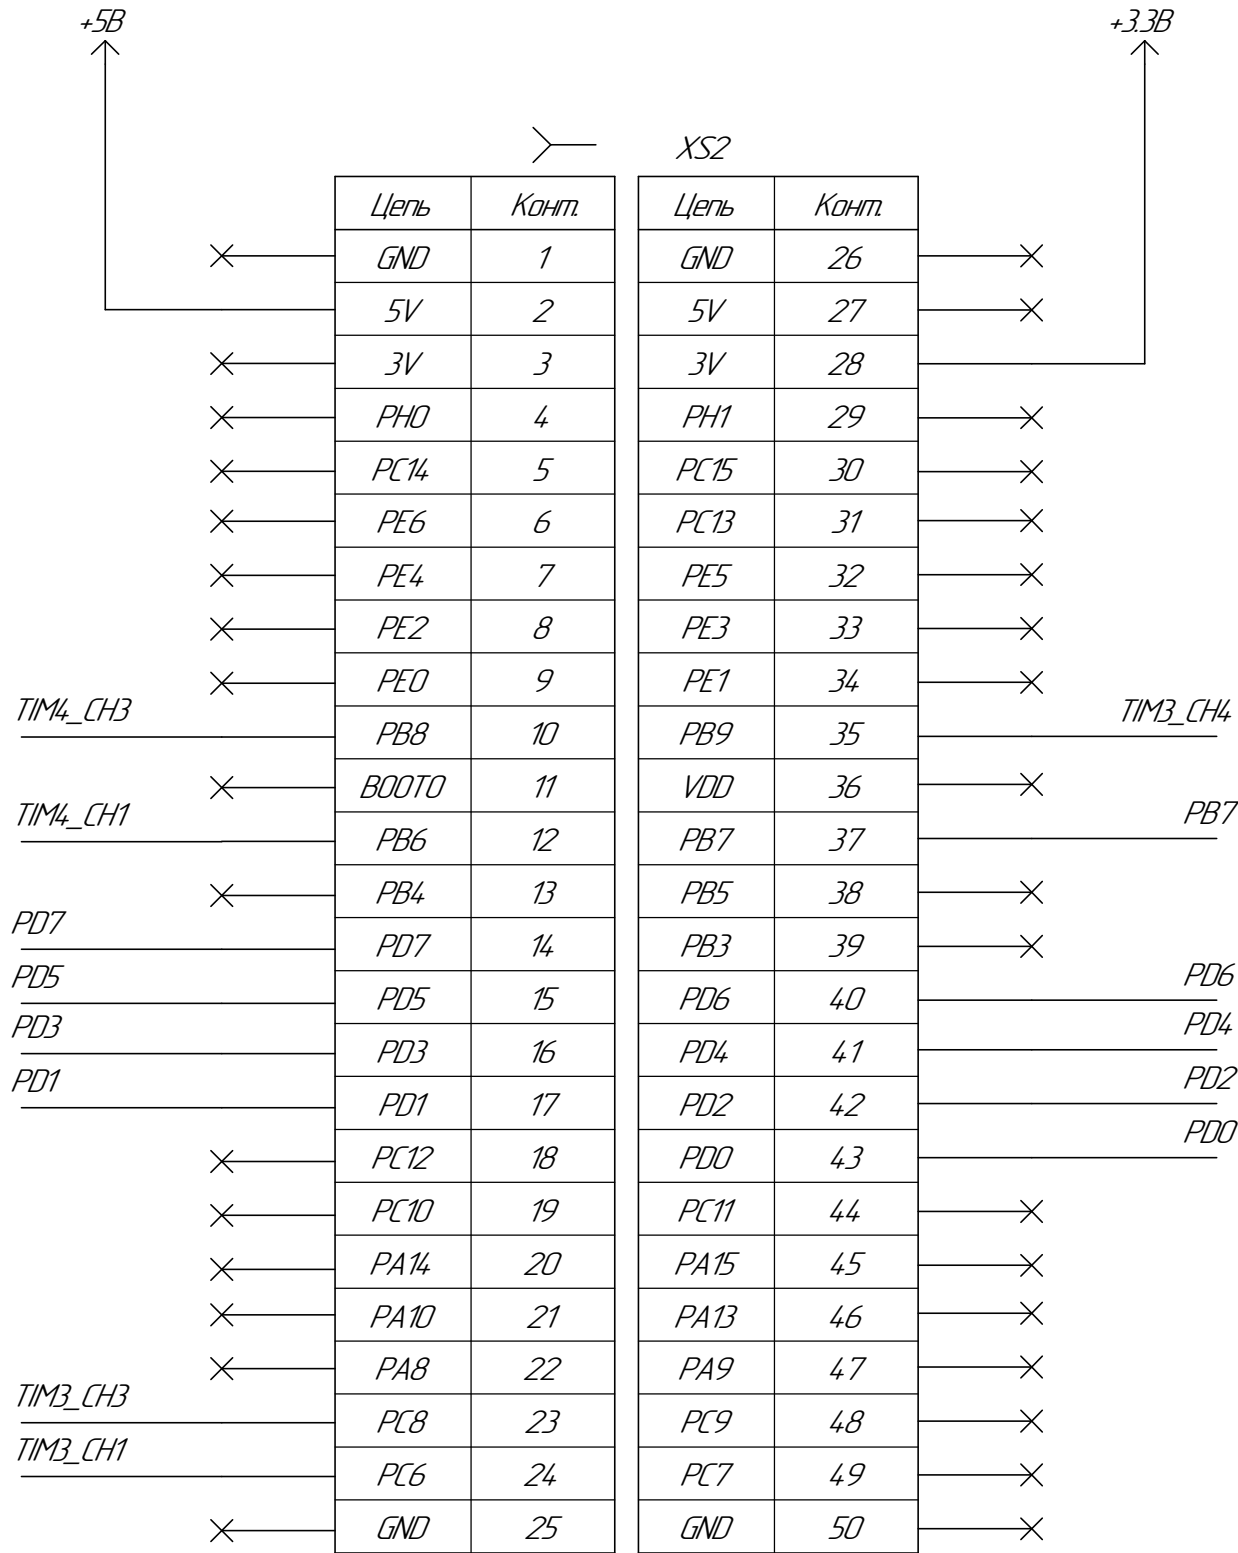 +5В +3.3В
XS2
Цепь Конт. Цепь Конт.
GND 1 GND 26
5V 2 5V 27
3V 3 3V 28
PH0 4 PH1 29
PC14 5 PC15 30
PE6 6 PC13 31
PE4 7 PE5 32
PE2 8 PE3 33
PE0 9 PE1 34
TIM4_CH3 PB8 10 PB9 35 TIM3_CH4
BOOT0 11 VDD 36
TIM4_CH1 PB6 12 PB7 37 PB7
PB4 13 PB5 38
PD7 PD7 14 PB3 39
PD5 PD5 15 PD6 40 PD6
PD3 PD3 16 PD4 41 PD4
PD1 PD1 17 PD2 42 PD2
PC12 18 PD0 43 PD0
PC10 19 PC11 44
PA14 20 PA15 45
PA10 21 PA13 46
PA8 22 PA9 47
TIM3_CH3 PC8 23 PC9 48
TIM3_CH1 PC6 24 PC7 49
GND 25 GND 50